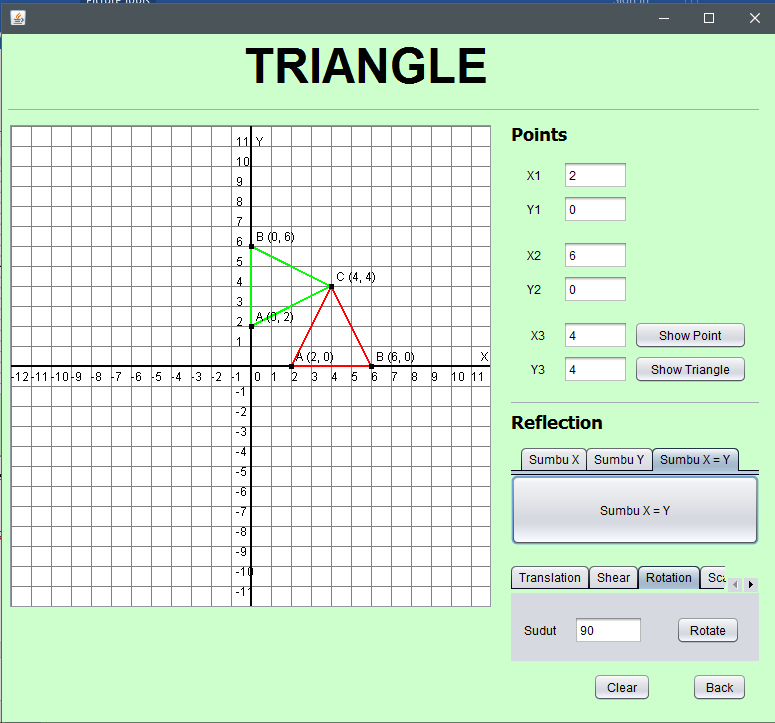 TRIANGLE
Points
X1 2
Y1 0
X2 6
Y2 0
X3 4 Show Point
Y3 4 Show Triangle
Reflection
Sumbu X Sumbu Y Sumbu X = Y
Sumbu X = Y
Translation Shear Rotation
Sudut 90 Rotate
Clear Back
Y
11
10
9
8
7
6
5
4
3
2
1
B (0, 6)
C (4, 4)
A (0, 2)
A (2, 0)
B (6, 0)
X
-12 -11 -10 -9 -8 -7 -6 -5 -4 -3 -2 -1 0 1 2 3 4 5 6 7 8 9 10 11
-1
-2
-3
-4
-5
-6
-7
-8
-9
-10